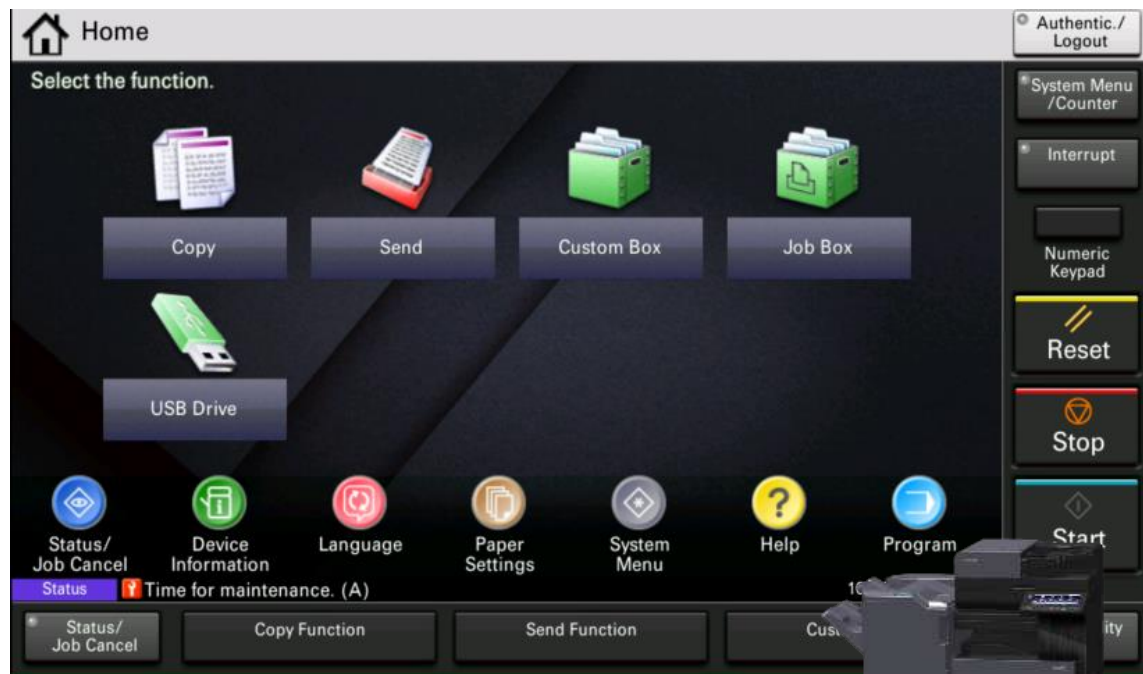 Home
Authentic./
Logout
Select the function.
System Menu
/Counter
Interrupt
Copy
Send
Custom Box
Job Box
Numeric
Keypad
Reset
USB Drive
Stop
Status/
Job Cancel
Device
Information
Language
Paper
Settings
System
Menu
Help
Program
Start
Status
Time for maintenance. (A)
10
Status/
Job Cancel
Copy Function
Send Function